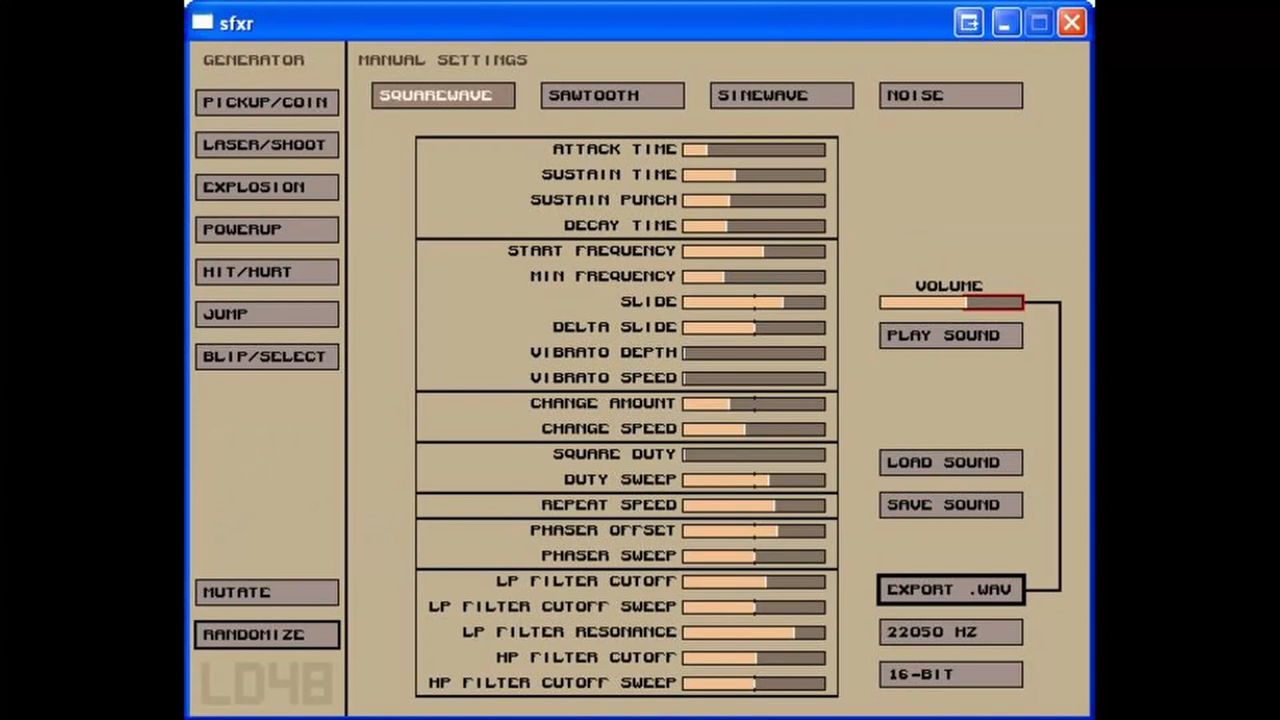 sfxr
GENERATOR
PICKUP/COIN
LASER/SHOOT
EXPLOSION
POWERUP
HIT/HURT
JUMP
BLIP/SELECT
MUTATE
RANDOMIZE
LD48
MANUAL SETTINGS
SQUAREWAVE
SAWTOOTH
SINEWAVE
NOISE
ATTACK TIME
SUSTAIN TIME
SUSTAIN PUNCH
DECAY TIME
START FREQUENCY
MIN FREQUENCY
SLIDE
DELTA SLIDE
VIBRATO DEPTH
VIBRATO SPEED
CHANGE AMOUNT
CHANGE SPEED
SQUARE DUTY
DUTY SWEEP
REPEAT SPEED
PHASER OFFSET
PHASER SWEEP
LP FILTER CUTOFF
LP FILTER CUTOFF SWEEP
LP FILTER RESONANCE
HP FILTER CUTOFF
HP FILTER CUTOFF SWEEP
VOLUME
PLAY SOUND
LOAD SOUND
SAVE SOUND
EXPORT .WAV
22050 HZ
16-BIT